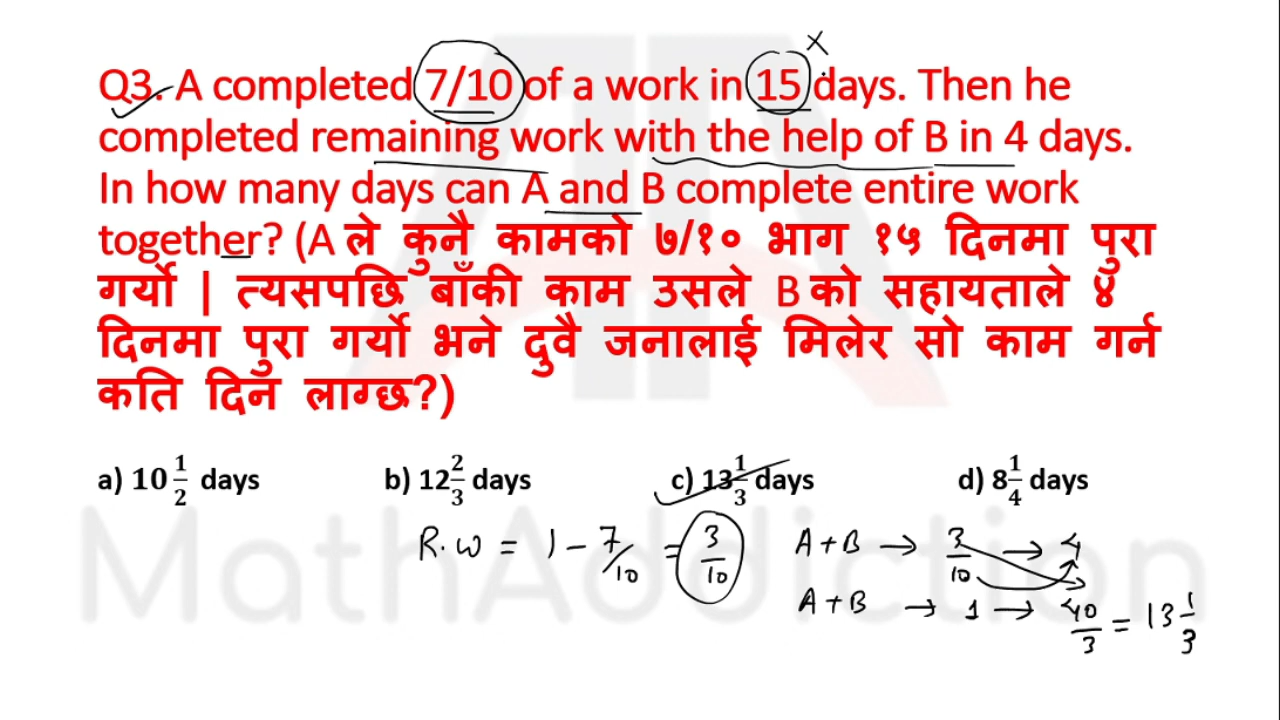 Q3. A completed 7/10 of a work in 15 days. Then he
completed remaining work with the help of B in 4 days.
In how many days can A and B complete entire work
together? (A ले कुनै कामको ७/१० भाग १५ दिनमा पुरा
गर्यो | त्यसपछि बाँकी काम उसले B को सहायताले ४
दिनमा पुरा गर्यो भने दुवै जनालाई मिलेर सो काम गर्न
कति दिन लाग्छ?)
a) 10 1/2 days b) 12 2/3 days c) 13 1/3 days d) 8 1/4 days
R.W = 1 - 7/10 = 3/10 A+B → 3/10 → 4
A+B → 1 → 40/3 = 13 1/3
MathAddiction